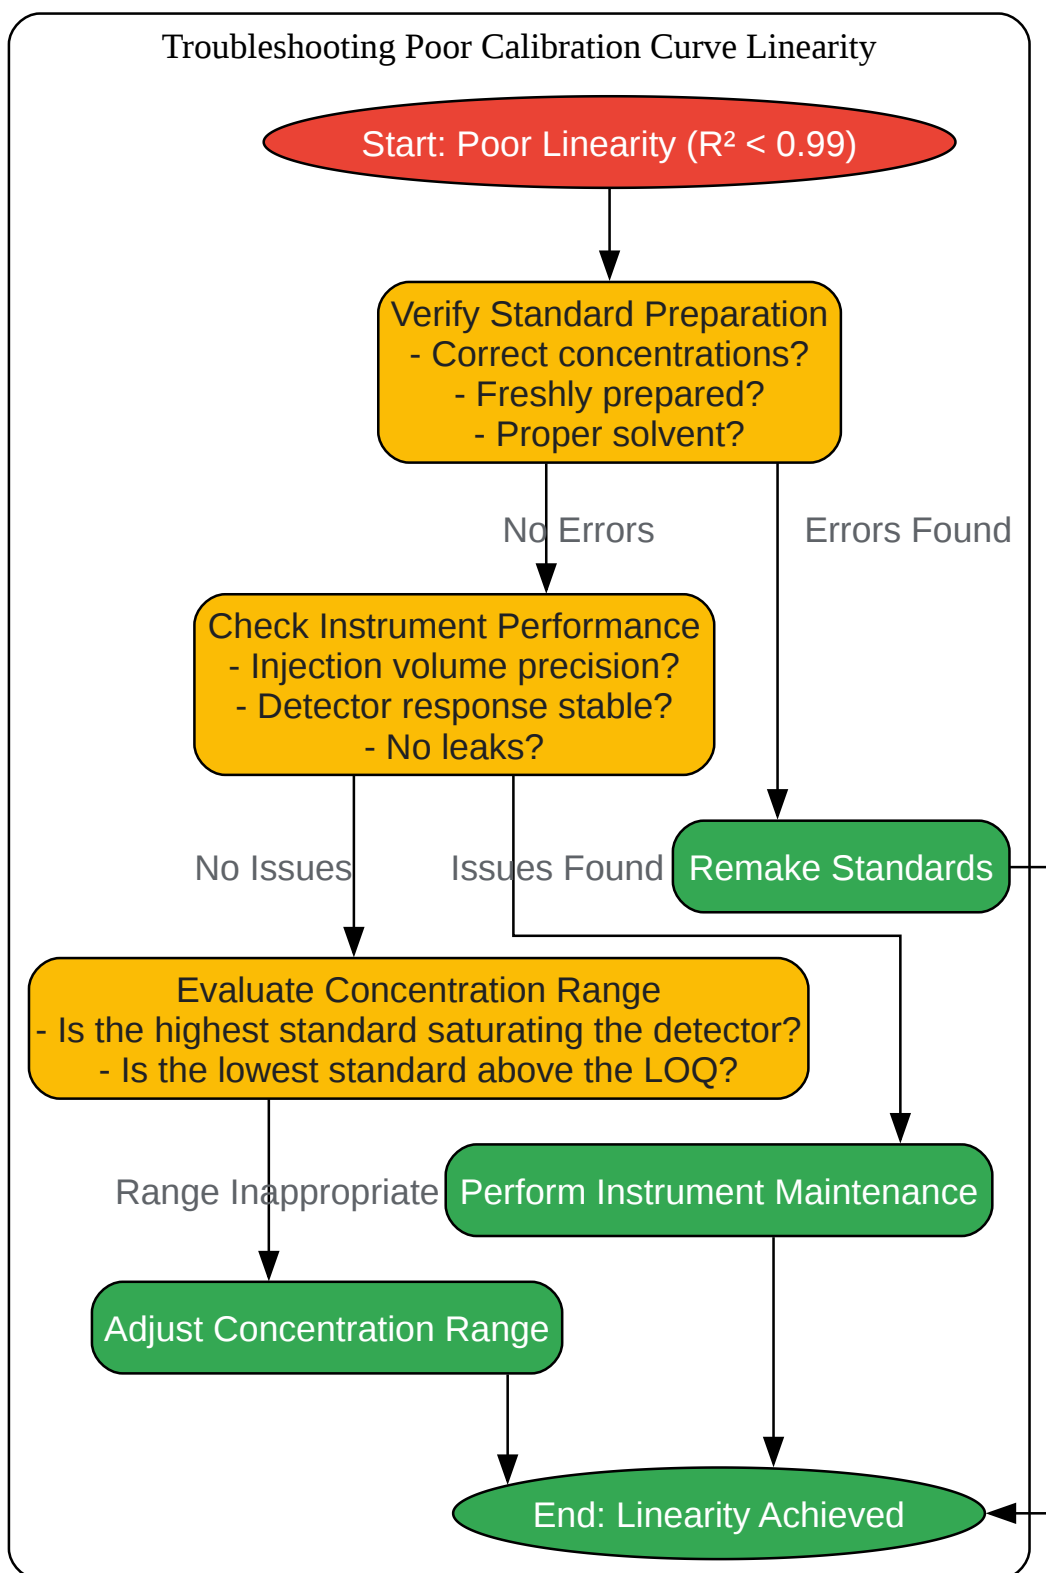 Troubleshooting Poor Calibration Curve Linearity
Start: Poor Linearity (R² < 0.99)
Verify Standard Preparation
- Correct concentrations?
- Freshly prepared?
- Proper solvent?
No Errors
Errors Found
Check Instrument Performance
- Injection volume precision?
- Detector response stable?
- No leaks?
No Issues
Issues Found
Remake Standards
Evaluate Concentration Range
- Is the highest standard saturating the detector?
- Is the lowest standard above the LOQ?
Range Inappropriate
Perform Instrument Maintenance
Adjust Concentration Range
End: Linearity Achieved